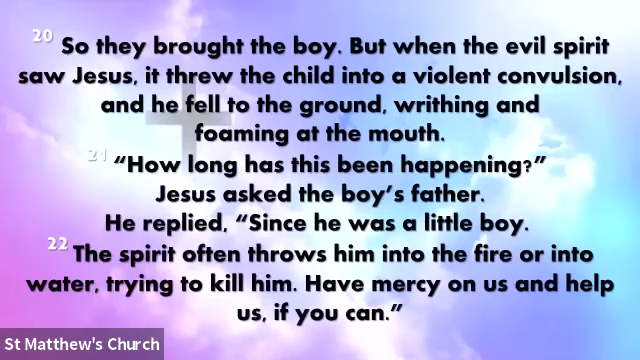 20 So they brought the boy. But when the evil spirit
saw Jesus, it threw the child into a violent convulsion,
and he fell to the ground, writhing and
foaming at the mouth.
21 “How long has this been happening?”
Jesus asked the boy’s father.
He replied, “Since he was a little boy.
22 The spirit often throws him into the fire or into
water, trying to kill him. Have mercy on us and help
us, if you can.”
St Matthew's Church